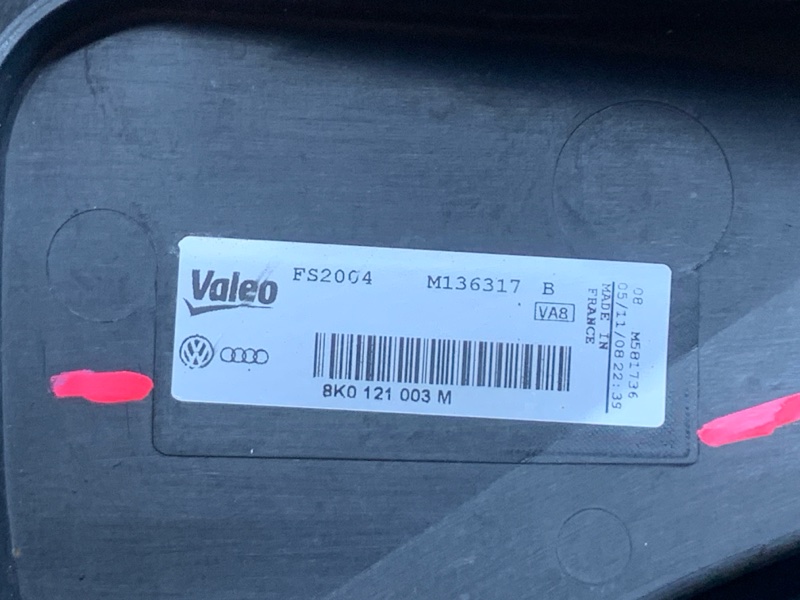 Valeo FS2004 M136317 B
VA8
8K0 121 003 M
08 M581736
05/11/08 22:39
MADE IN
FRANCE